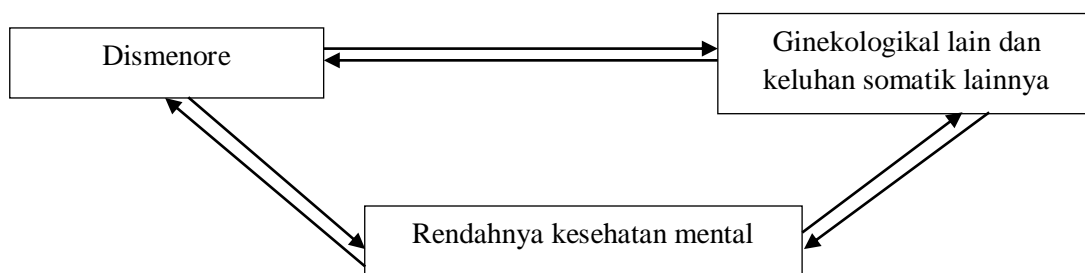 Dismenore
Ginekologikal lain dan
keluhan somatik lainnya
Rendahnya kesehatan mental